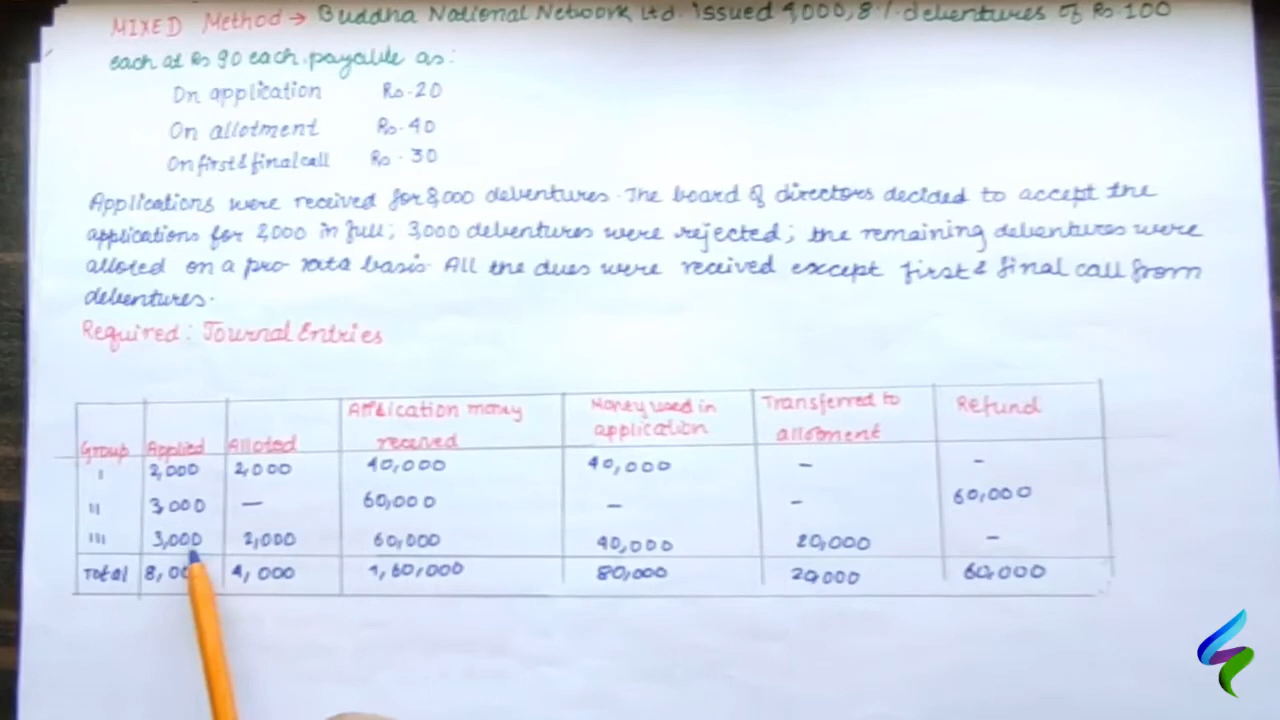 MIXED Method → Buddha National Network Ltd. issued 4,000, 8% debentures of Rs. 100
each at Rs 90 each, payable as:
On application Rs. 20
On allotment Rs. 40
On first & final call Rs. 30
Applications were received for 8,000 debentures. The board of directors decided to accept the
applications for 2,000 in full; 3,000 debentures were rejected; the remaining debentures were
alloted on a pro rata basis. All the dues were received except first & final call from
debentures.
Required: Journal Entries
Group Applied Alloted Application money received Money used in application Transferred to allotment Refund
I 2,000 2,000 40,000 40,000 - -
II 3,000 - 60,000 - - 60,000
III 3,000 2,000 60,000 40,000 20,000 -
Total 4,000 1,60,000 80,000 20,000 60,000